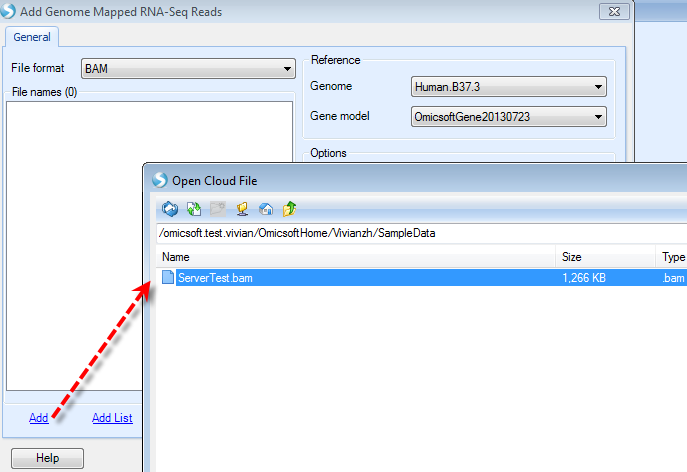 Add Genome Mapped RNA-Seq Reads
General
File format BAM
File names (0)
Reference
Genome Human.B37.3
Gene model OmicsoftGene20130723
Options
Open Cloud File
/omicsoft.test.vivian/OmicsoftHome/Vivianzh/SampleData
Name Size Type
ServerTest.bam 1,266 KB .bam
Add Add List
Help